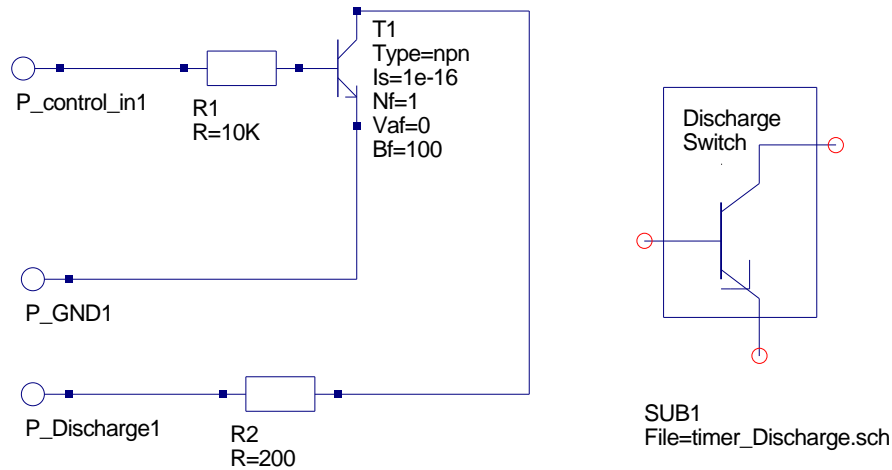 P_control_in1
R1
R=10K
T1
Type=npn
Is=1e-16
Nf=1
Vaf=0
Bf=100
P_GND1
P_Discharge1
R2
R=200
Discharge
Switch
SUB1
File=timer_Discharge.sch